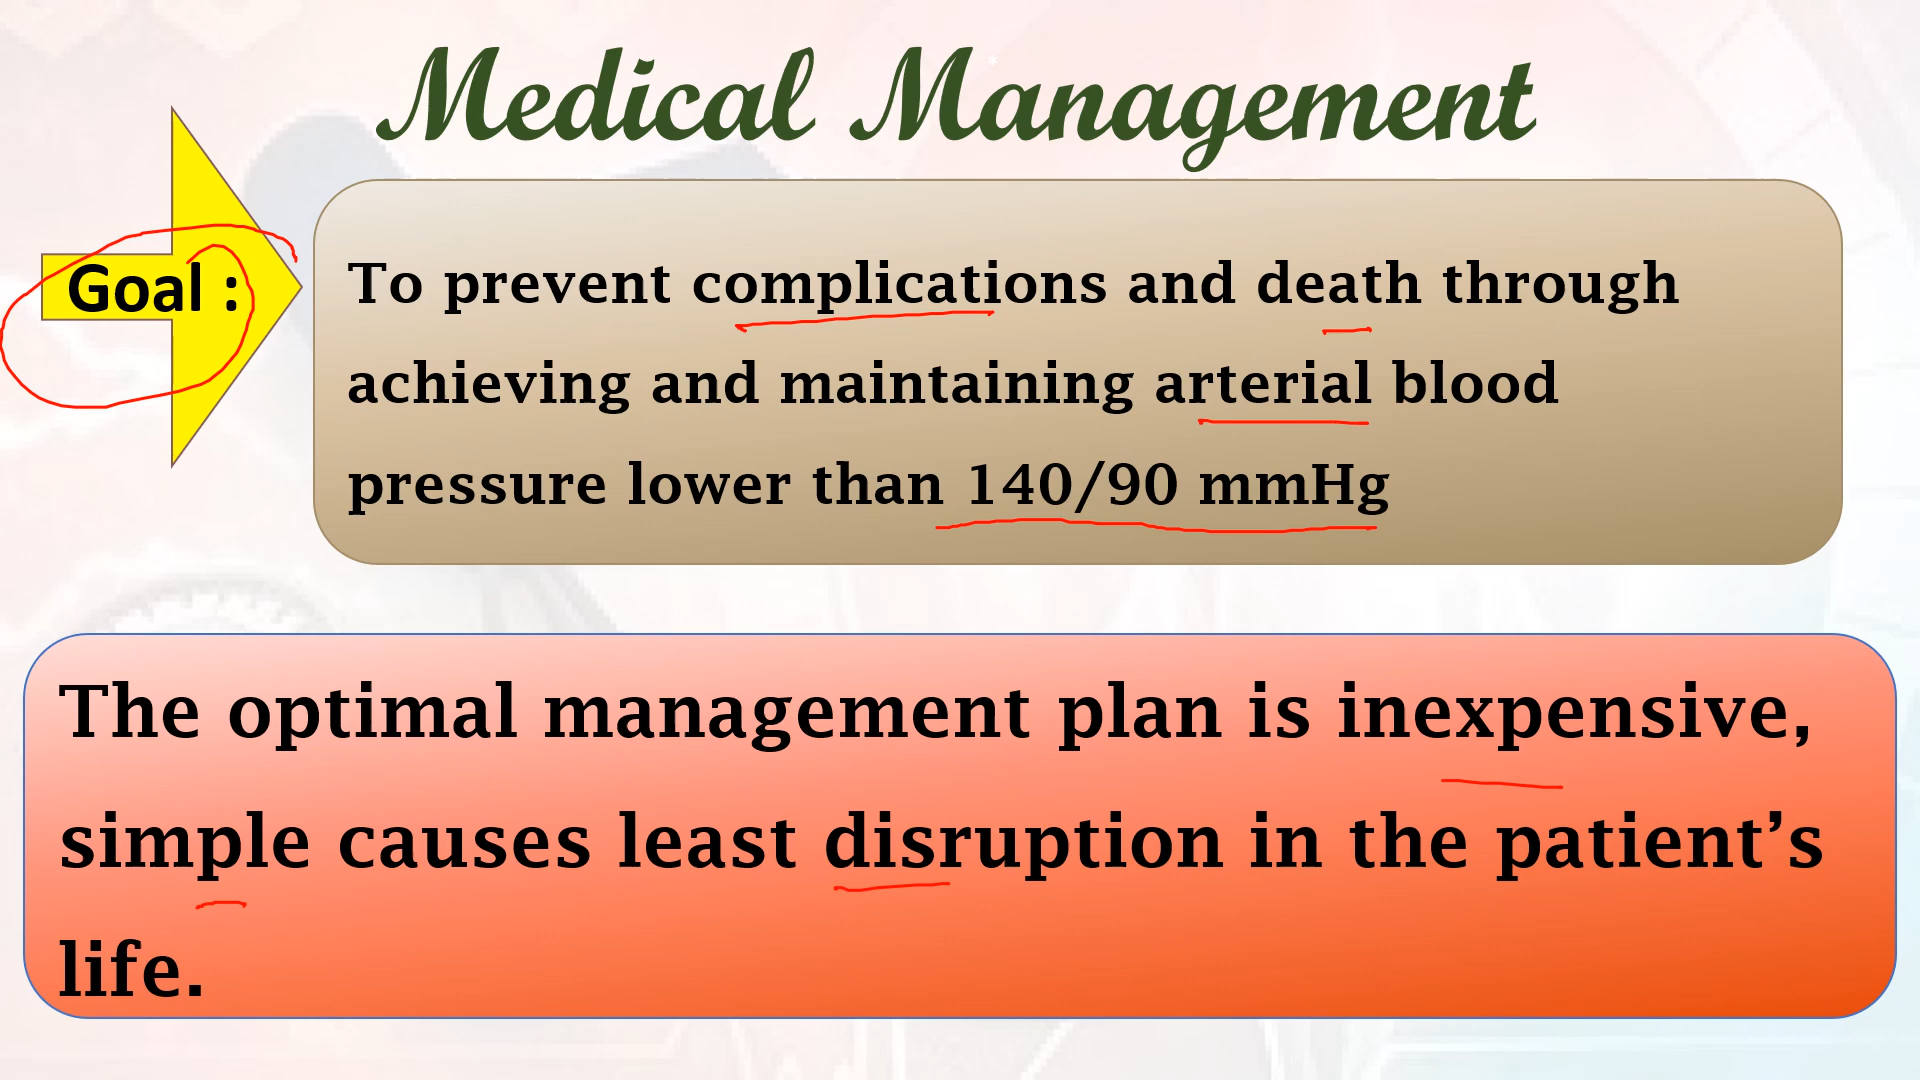 Medical Management
Goal :
To prevent complications and death through
achieving and maintaining arterial blood
pressure lower than 140/90 mmHg
The optimal management plan is inexpensive,
simple causes least disruption in the patient’s
life.